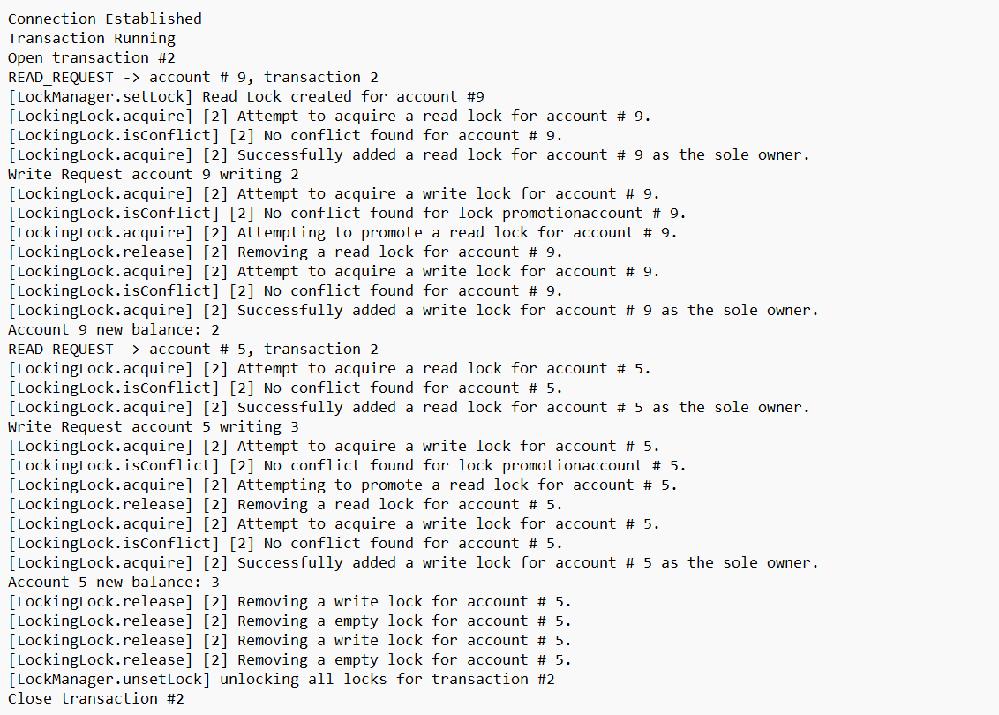 Connection Established
Transaction Running
Open transaction #2
READ_REQUEST -> account # 9, transaction 2
[LockManager.setLock] Read Lock created for account #9
[LockingLock.acquire] [2] Attempt to acquire a read lock for account # 9.
[LockingLock.isConflict] [2] No conflict found for account # 9.
[LockingLock.acquire] [2] Successfully added a read lock for account # 9 as the sole owner.
Write Request account 9 writing 2
[LockingLock.acquire] [2] Attempt to acquire a write lock for account # 9.
[LockingLock.isConflict] [2] No conflict found for lock promotionaccount # 9.
[LockingLock.acquire] [2] Attempting to promote a read lock for account # 9.
[LockingLock.release] [2] Removing a read lock for account # 9.
[LockingLock.acquire] [2] Attempt to acquire a write lock for account # 9.
[LockingLock.isConflict] [2] No conflict found for account # 9.
[LockingLock.acquire] [2] Successfully added a write lock for account # 9 as the sole owner.
Account 9 new balance: 2
READ_REQUEST -> account # 5, transaction 2
[LockingLock.acquire] [2] Attempt to acquire a read lock for account # 5.
[LockingLock.isConflict] [2] No conflict found for account # 5.
[LockingLock.acquire] [2] Successfully added a read lock for account # 5 as the sole owner.
Write Request account 5 writing 3
[LockingLock.acquire] [2] Attempt to acquire a write lock for account # 5.
[LockingLock.isConflict] [2] No conflict found for lock promotionaccount # 5.
[LockingLock.acquire] [2] Attempting to promote a read lock for account # 5.
[LockingLock.release] [2] Removing a read lock for account # 5.
[LockingLock.acquire] [2] Attempt to acquire a write lock for account # 5.
[LockingLock.isConflict] [2] No conflict found for account # 5.
[LockingLock.acquire] [2] Successfully added a write lock for account # 5 as the sole owner.
Account 5 new balance: 3
[LockingLock.release] [2] Removing a write lock for account # 5.
[LockingLock.release] [2] Removing a empty lock for account # 5.
[LockingLock.release] [2] Removing a write lock for account # 5.
[LockingLock.release] [2] Removing a empty lock for account # 5.
[LockManager.unsetLock] unlocking all locks for transaction #2
Close transaction #2